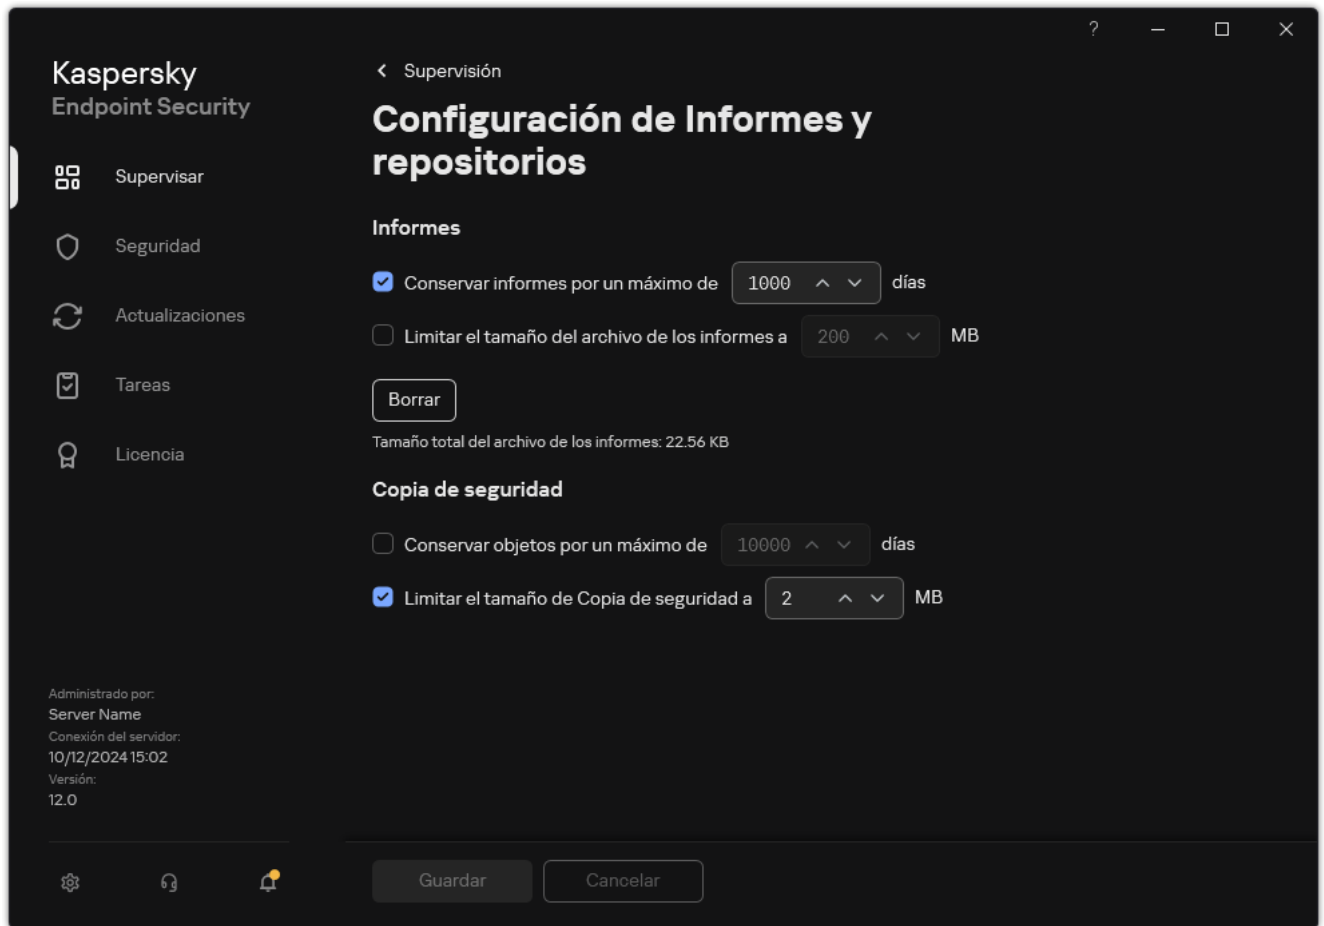 ?
Kaspersky
Endpoint Security
Supervisar
Seguridad
Actualizaciones
Tareas
Licencia
Administrado por:
Server Name
Conexión del servidor:
10/12/2024 15:02
Versión:
12.0
Supervisión
Configuración de Informes y
repositorios
Informes
Conservar informes por un máximo de 1000 días
Limitar el tamaño del archivo de los informes a 200 MB
Borrar
Tamaño total del archivo de los informes: 22.56 KB
Copia de seguridad
Conservar objetos por un máximo de 10000 días
Limitar el tamaño de Copia de seguridad a 2 MB
Guardar Cancelar